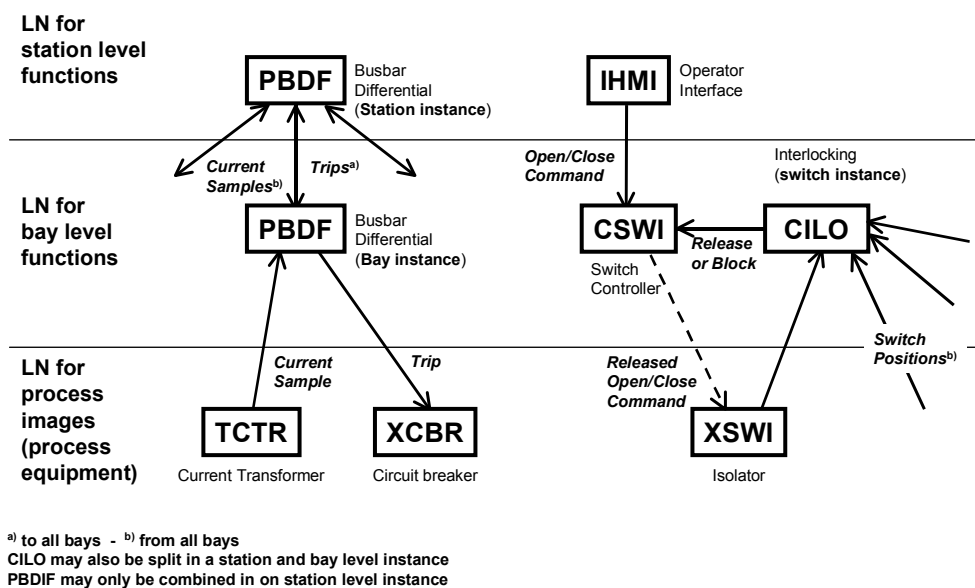 LN for
station level
functions
PBDF
Busbar
Differential
(Station instance)
IHMI
Operator
Interface
Current
Samples b)
Trips a)
Open/Close
Command
Interlocking
(switch instance)
LN for
bay level
functions
PBDF
Busbar
Differential
(Bay instance)
CSWI
Switch
Controller
Release
or Block
CILO
Switch
Positions b)
LN for
process
images
(process
equipment)
Current
Sample
Trip
Released
Open/Close
Command
TCTR
Current Transformer
XCBR
Circuit breaker
XSWI
Isolator
a) to all bays - b) from all bays
CILO may also be split in a station and bay level instance
PBDIF may only be combined in on station level instance